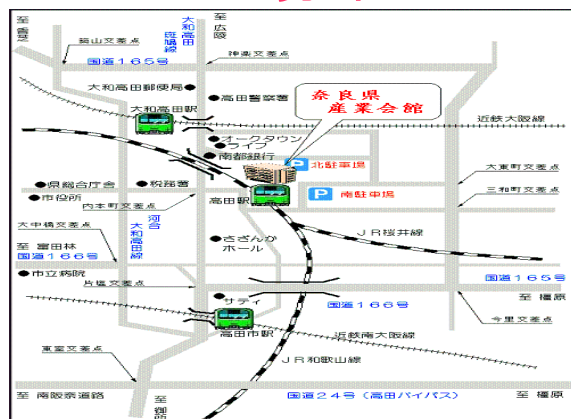 至香芝
大和高田
斑鳩線
至広陵
築山交差点
神楽交差点
国道165号
大和高田郵便局
高田警察署
奈良県
産業会館
大和高田駅
近鉄大阪線
オークタウン
ライフ
南都銀行
P 北駐車場
大東町交差点
県総合庁舎
税務署
高田駅
P 南駐車場
三和町交差点
市役所
内本町交差点
大中橋交差点
河合
大和高田線
さざんか
ホール
JR桜井線
至富田林
国道166号
市立病院
国道165号
片塩交差点
サティ
国道166号
至橿原
今里交差点
高田市駅
近鉄南大阪線
東室交差点
JR和歌山線
至南阪奈道路
至御所
国道24号(高田バイパス)
至橿原